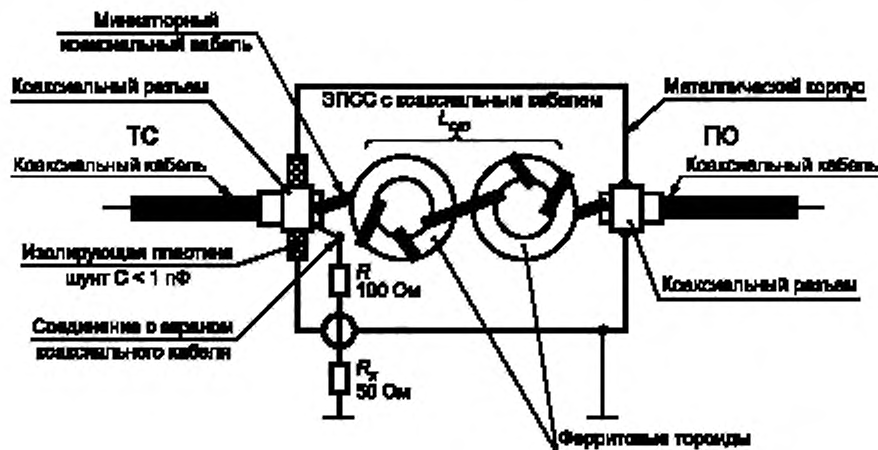 Миниатюрный
коаксиальный кабель
Коаксиальный разъем
ЭПСС с коаксиальным кабелем
Металлический корпус
ТС
ПО
Коаксиальный кабель
Коаксиальный кабель
Изолирующая пластина
шунт С < 1 пФ
R
100 Ом
Коаксиальный разъем
Соединение с экраном
коаксиального кабеля
50 Ом
Ферритовые тороиды